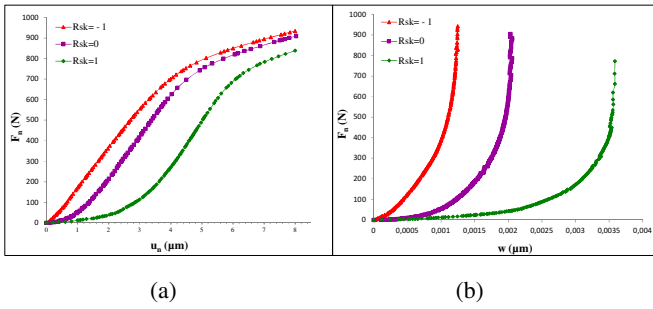 1000
900
800
700
600
500
400
300
200
100
0
Fn (N)
Rsk= - 1
Rsk=0
Rsk=1
0 1 2 3 4 5 6 7 8
un (µm)
1000
900
800
700
600
500
400
300
200
100
0
Fn (N)
Rsk= - 1
Rsk=0
Rsk=1
0 0,0005 0,001 0,0015 0,002 0,0025 0,003 0,0035 0,004
w (µm)
(a) (b)